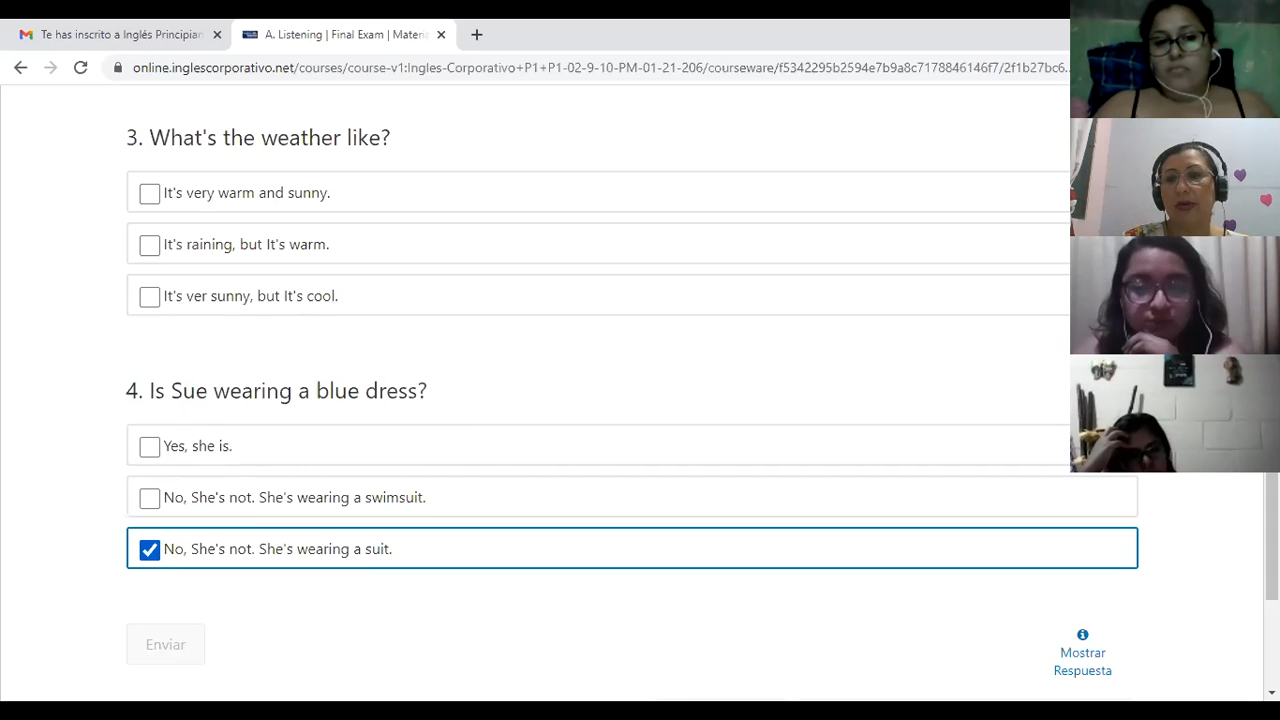 Te has inscrito a Inglés Principian
A. Listening | Final Exam | Materia
online.inglescorporativo.net/courses/course-v1:Ingles-Corporativo+P1+P1-02-9-10-PM-01-21-206/courseware/f5342295b2594e7b9a8c7178846146f7/2f1b27bc6...
3. What's the weather like?
It's very warm and sunny.
It's raining, but It's warm.
It's ver sunny, but It's cool.
4. Is Sue wearing a blue dress?
Yes, she is.
No, She's not. She's wearing a swimsuit.
No, She's not. She's wearing a suit.
Enviar
Mostrar
Respuesta